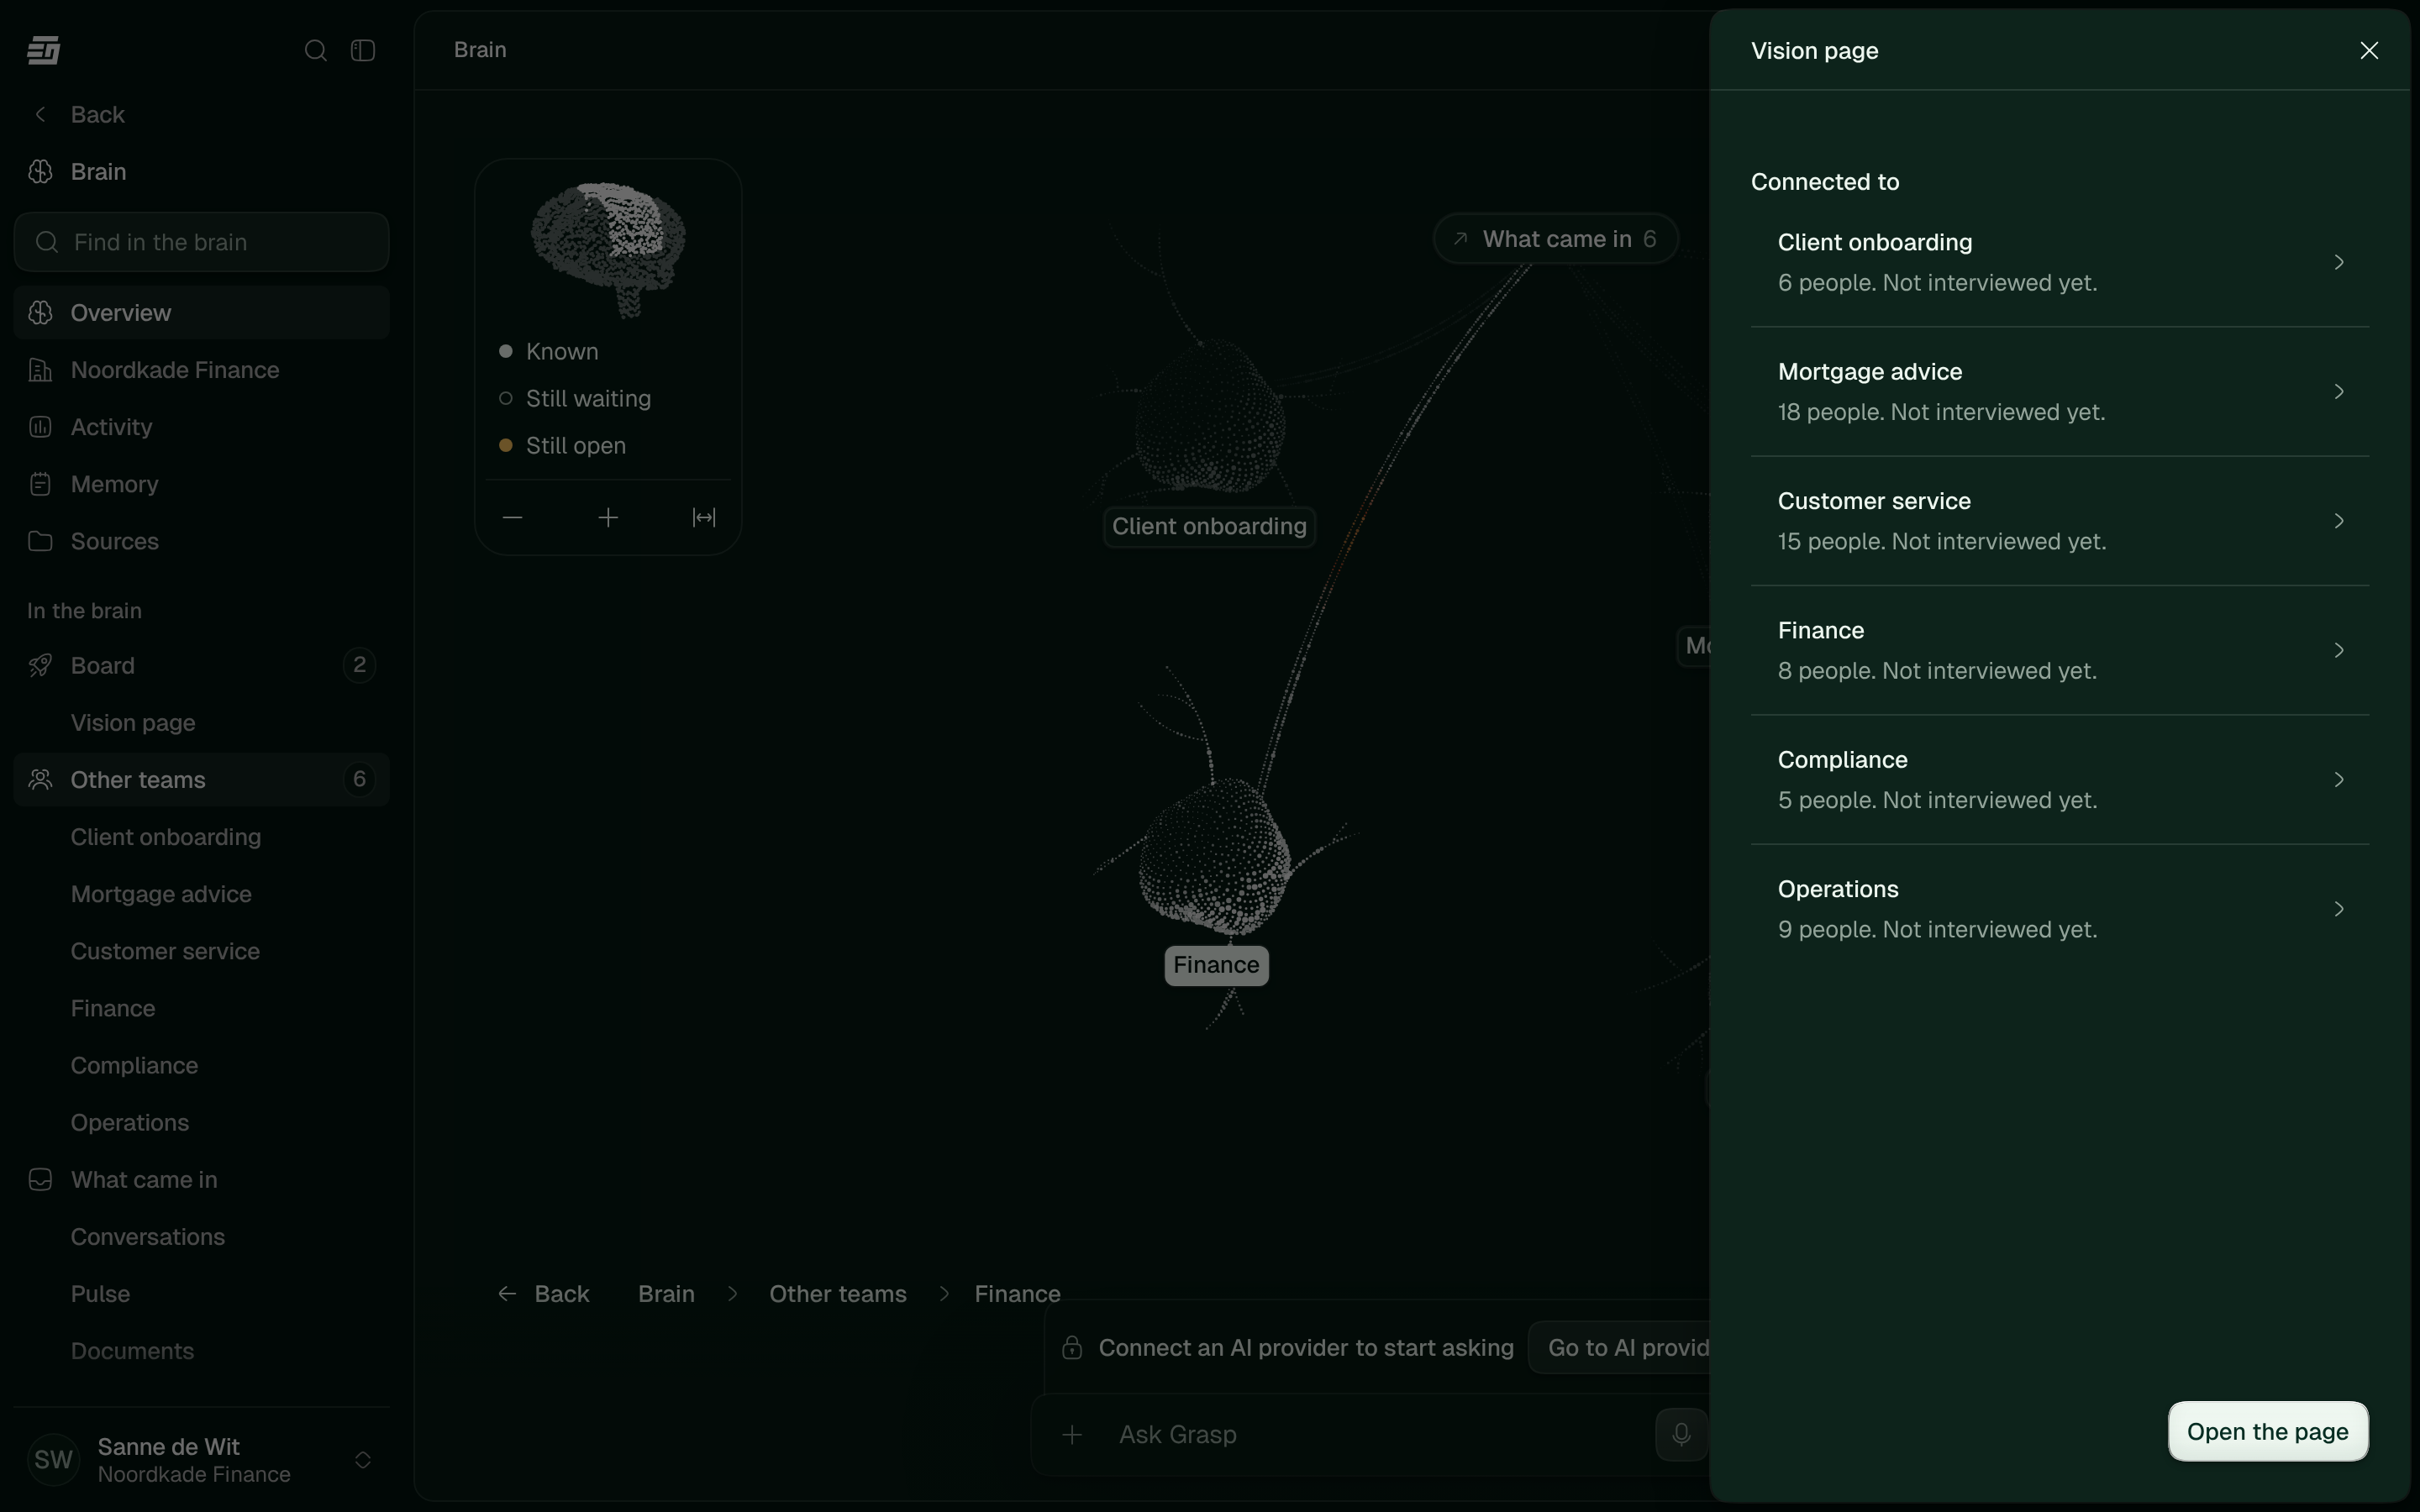 Back
Brain
Find in the brain
Overview
Noordkade Finance
Activity
Memory
Sources
In the brain
Board 2
Vision page
Other teams 6
Client onboarding
Mortgage advice
Customer service
Finance
Compliance
Operations
What came in
Conversations
Pulse
Documents
SW
Sanne de Wit
Noordkade Finance
Brain
Known
Still waiting
Still open
What came in 6
Client onboarding
Finance
Back Brain Other teams Finance
Connect an AI provider to start asking
Ask Grasp
Vision page
Connected to
Client onboarding
6 people. Not interviewed yet.
Mortgage advice
18 people. Not interviewed yet.
Customer service
15 people. Not interviewed yet.
Finance
8 people. Not interviewed yet.
Compliance
5 people. Not interviewed yet.
Operations
9 people. Not interviewed yet.
Open the page